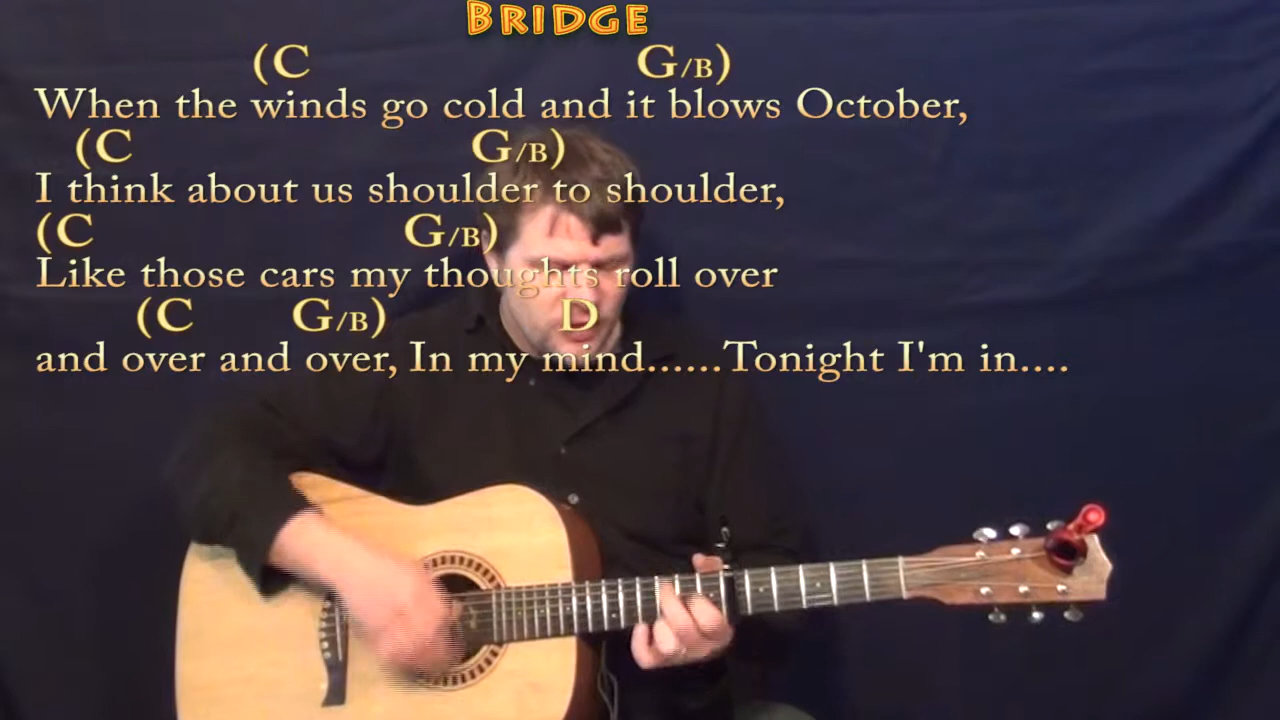 BRIDGE
(C G/B)
When the winds go cold and it blows October,
(C G/B)
I think about us shoulder to shoulder,
(C G/B)
Like those cars my thoughts roll over
(C G/B) D
and over and over, In my mind......Tonight I'm in....